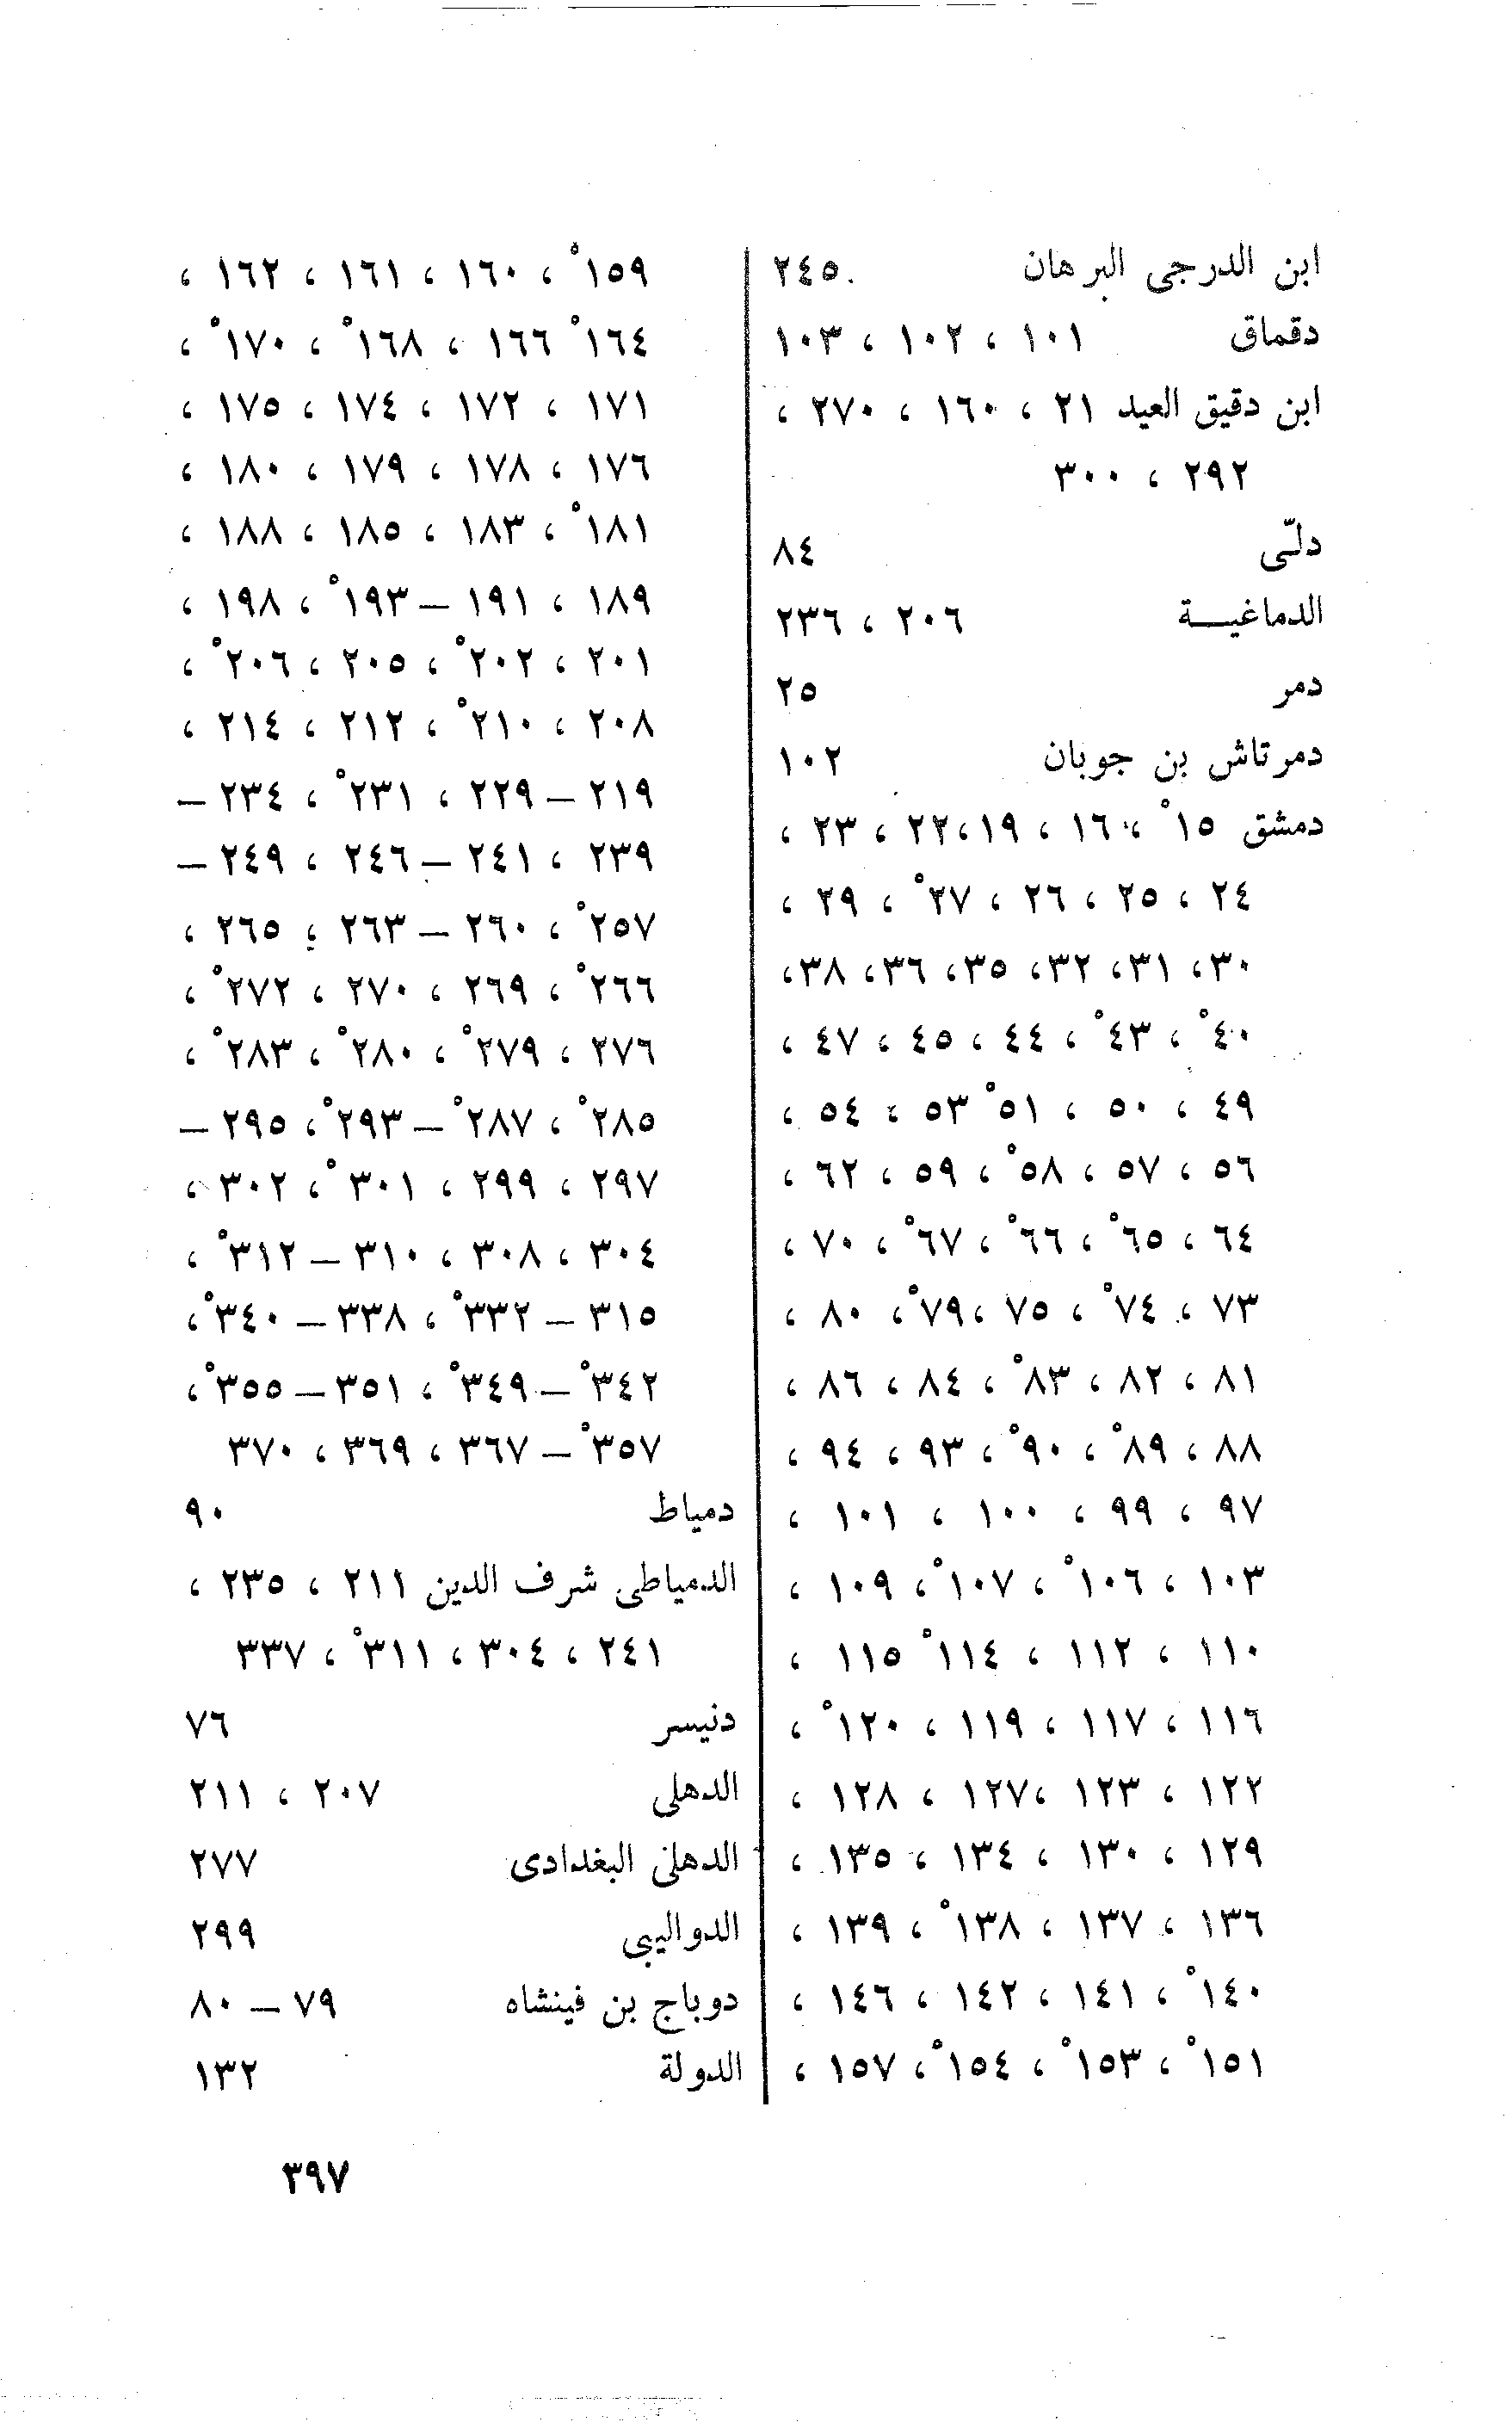 ابن الدرجى البرهان ٢٤٥
دقماق ١٠١ ، ١٠٢ ، ١٠٣
ابن دقيق العيد ٢١ ، ١٦٠ ، ٢٧٠ ،
٢٩٢ ، ٣٠٠
دلّى ٨٤
الدماغيـــة ٢٠٦ ، ٢٣٦
دمر ٢٥
دمرتاش بن جوبان ١٠٢
دمشق ١٥° ، ١٦ ، ١٩ ،٢٢ ، ٢٣ ،
٢٤ ، ٢٥ ، ٢٦ ، ٢٧° ، ٢٩ ،
٣٠، ٣١، ٣٢، ٣٥، ٣٦، ٣٨،
٤٠° ، ٤٣° ، ٤٤ ، ٤٥ ، ٤٧ ،
٤٩ ، ٥٠ ، ٥١° ٥٣ ، ٥٤ ،
٥٦ ، ٥٧ ، ٥٨° ، ٥٩ ، ٦٢ ،
٦٤ ، ٦٥° ، ٦٦° ، ٦٧° ، ٧٠ ،
٧٣ ، ٧٤° ، ٧٥ ،٧٩° ، ٨٠ ،
٨١ ، ٨٢ ، ٨٣° ، ٨٤ ، ٨٦ ،
٨٨ ، ٨٩° ، ٩٠° ، ٩٣ ، ٩٤ ،
٩٧ ، ٩٩ ، ١٠٠ ، ١٠١ ،
١٠٣ ، ١٠٦° ، ١٠٧° ، ١٠٩ ،
١١٠ ، ١١٢ ، ١١٤° ١١٥ ،
١١٦ ، ١١٧ ، ١١٩ ، ١٢٠° ،
١٢٢ ، ١٢٣ ،١٢٧ ، ١٢٨ ،
١٢٩ ، ١٣٠ ، ١٣٤ ، ١٣٥ ،
١٣٦ ، ١٣٧ ، ١٣٨° ، ١٣٩ ،
١٤٠° ، ١٤١ ، ١٤٢ ، ١٤٦ ،
١٥١° ، ١٥٣° ، ١٥٤° ، ١٥٧ ،
١٥٩° ، ١٦٠ ، ١٦١ ، ١٦٢ ،
١٦٤° ١٦٦ ، ١٦٨° ، ١٧٠° ،
١٧١ ، ١٧٢ ، ١٧٤ ، ١٧٥ ،
١٧٦ ، ١٧٨ ، ١٧٩ ، ١٨٠ ،
١٨١° ، ١٨٣ ، ١٨٥ ، ١٨٨ ،
١٨٩ ، ١٩١ – ١٩٣° ، ١٩٨ ،
٢٠١ ، ٢٠٢° ، ٢٠٥ ، ٢٠٦° ،
٢٠٨ ، ٢١٠° ، ٢١٢ ، ٢١٤ ،
٢١٩ – ٢٢٩ ، ٢٣١° ، ٢٣٤ –
٢٣٩ ، ٢٤١ – ٢٤٦ ، ٢٤٩ –
٢٥٧° ، ٢٦٠ – ٢٦٣ ، ٢٦٥ ،
٢٦٦° ، ٢٦٩ ، ٢٧٠ ، ٢٧٢° ،
٢٧٦ ، ٢٧٩° ، ٢٨٠° ، ٢٨٣° ،
٢٨٥° ، ٢٨٧° – ٢٩٣° ، ٢٩٥ –
٢٩٧ ، ٢٩٩ ، ٣٠١° ، ٣٠٢ ،
٣٠٤ ، ٣٠٨ ، ٣١٠ – ٣١٢° ،
٣١٥ – ٣٣٢° ، ٣٣٨ – ٣٤٠° ،
٣٤٢° – ٣٤٩° ، ٣٥١ – ٣٥٥° ،
٣٥٧° – ٣٦٧ ، ٣٦٩ ، ٣٧٠
دمياط ٩٠
الدمياطى شرف الدين ٢١١ ، ٢٣٥ ،
٢٤١ ، ٣٠٤ ، ٣١١° ، ٣٣٧
دنيسر ٧٦
الدهلى ٢٠٧ ، ٢١١
الدهلى البغدادى ٢٧٧
الدواليبى ٢٩٩
دوباج بن فينشاه ٧٩ – ٨٠
الدولة ١٣٢
٣٩٧